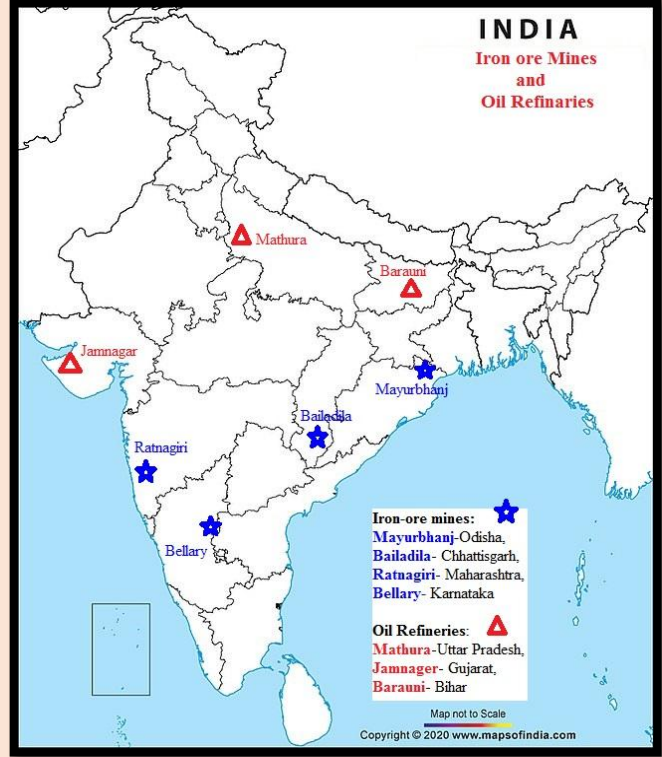 INDIA
Iron ore Mines
and
Oil Refinaries
Mathura
Barauni
Jamnagar
Mayurbhanj
Bailadila
Ratnagiri
Bellary
Iron-ore mines:
Mayurbhanj-Odisha,
Bailadila- Chhattisgarh,
Ratnagiri- Maharashtra,
Bellary- Karnataka
Oil Refineries:
Mathura-Uttar Pradesh,
Jamnager- Gujarat,
Barauni- Bihar
Map not to Scale
Copyright © 2020 www.mapsofindia.com